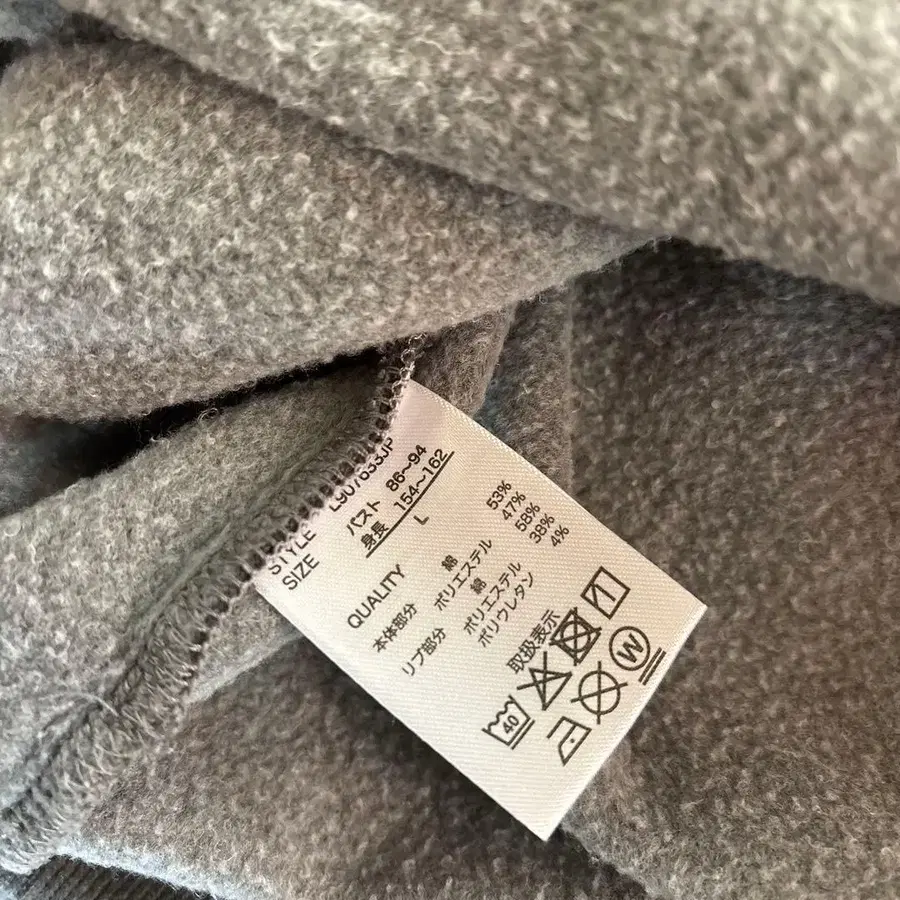 STYLE L907633JP
SIZE バスト 86~94
身長 154~162
L
QUALITY
本体部分 綿 53%
ポリエステル 47%
リブ部分 綿 58%
ポリエステル 38%
ポリウレタン 4%
取扱表示
40
W